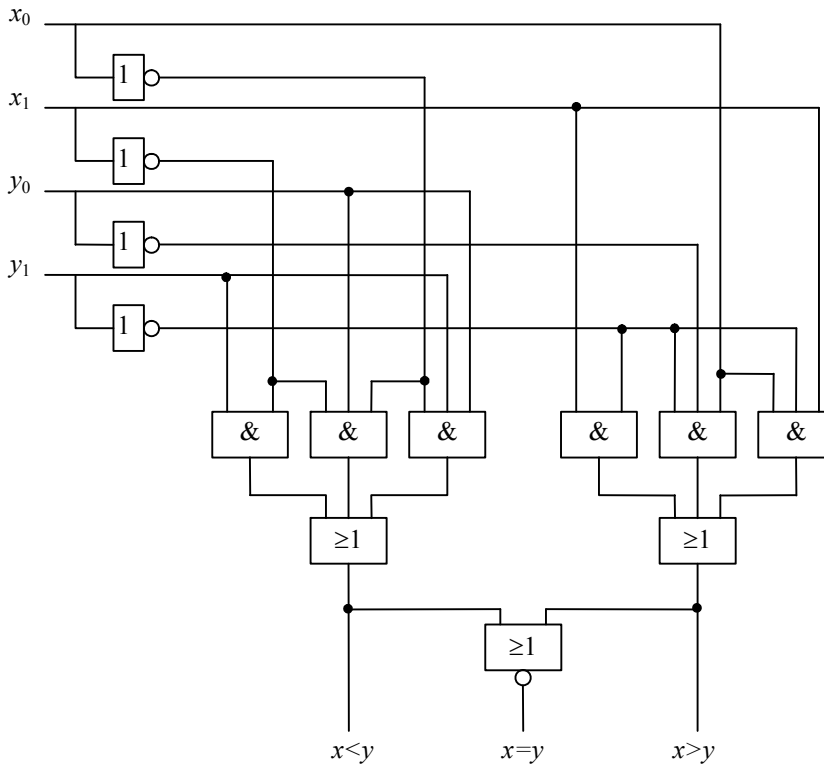 x₀
1
x₁
1
y₀
1
y₁
1
& & & & & &
≥1 ≥1
≥1
x<y x=y x>y